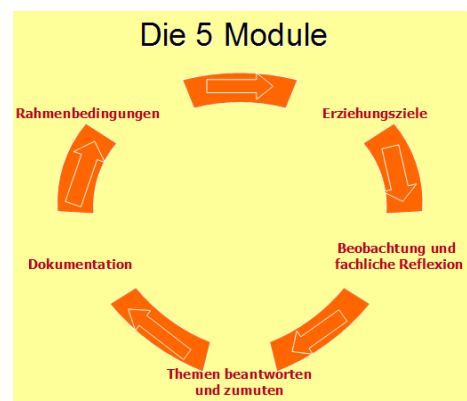 Die 5 Module
Rahmenbedingungen
Erziehungsziele
Beobachtung und
fachliche Reflexion
Dokumentation
Themen beantworten
und zumuten